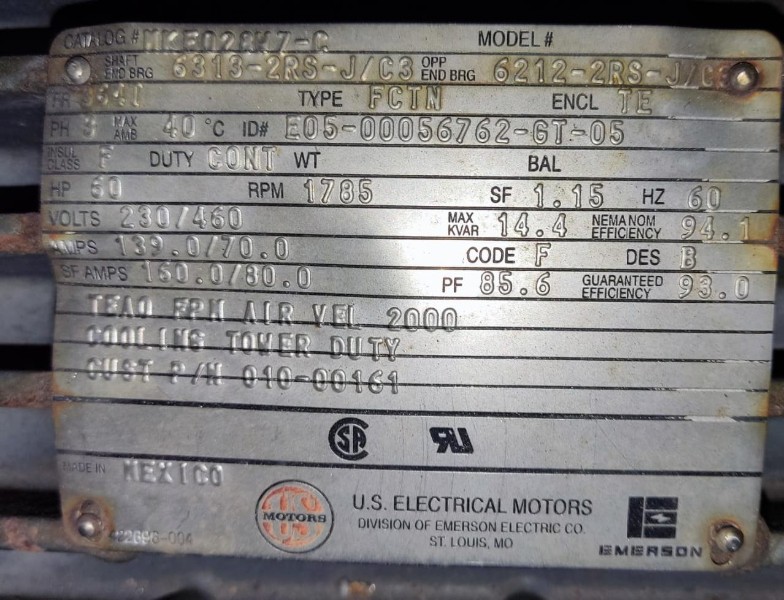 CATALOG.# MODEL #
SHAFT END BRG 6313-2RS-J/C3 OPP END BRG 6212-2RS-J/C3
FR TYPE FCTN ENCL TE
PH 3 MAX AMB 40 °C ID# E05-00056762-GT-05
INSUL CLASS F DUTY CONT WT BAL
HP 60 RPM 1785 SF 1.15 HZ 60
VOLTS 230/460 MAX KVAR 14.4 NEMA NOM EFFICIENCY 94.1
AMPS 139.0/70.0 CODE F DES B
SF AMPS 160.0/80.0 PF 85.6 GUARANTEED EFFICIENCY 93.0
TEAO FPM AIR VEL 2000
COOLING TOWER DUTY
CUST P/N 010-00161
MADE IN MEXICO
US MOTORS
U.S. ELECTRICAL MOTORS
DIVISION OF EMERSON ELECTRIC CO.
ST. LOUIS, MO
EMERSON